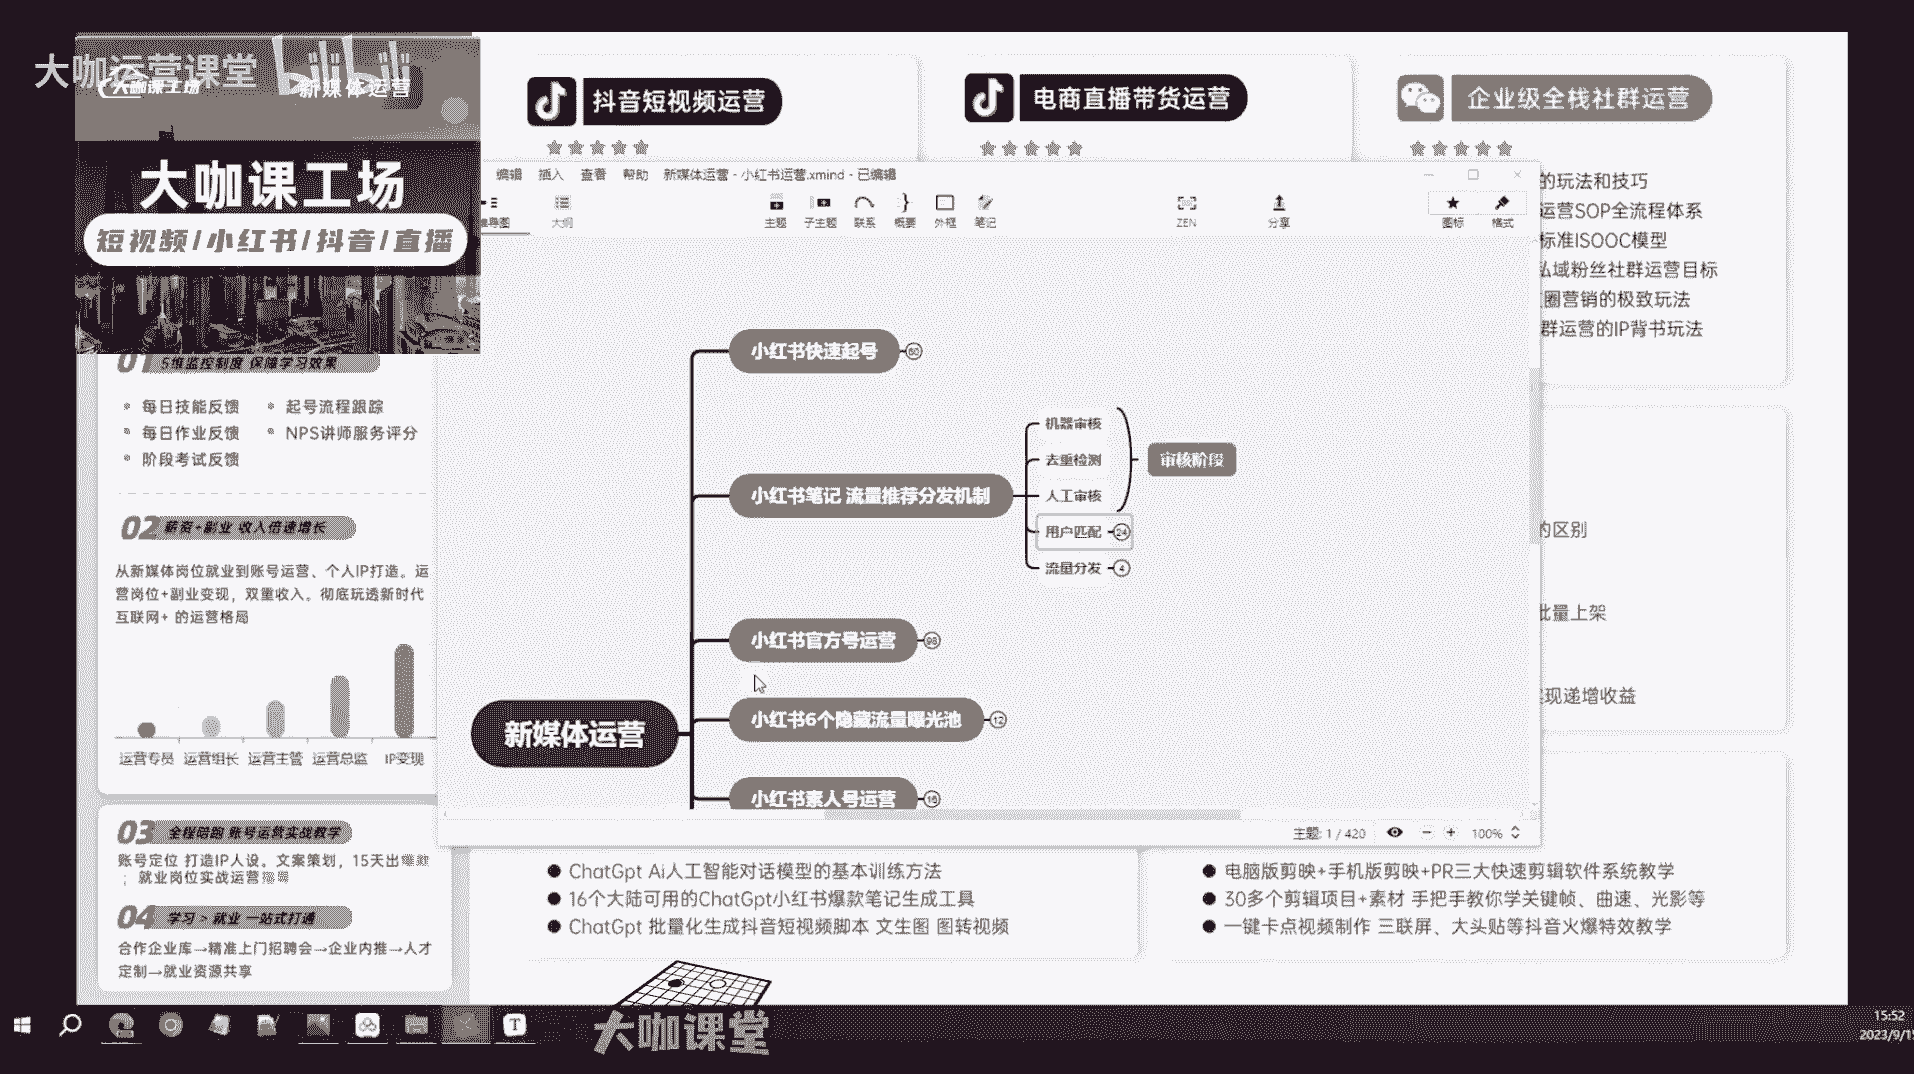 大咖运营课堂
bilibili
大咖课工场
新媒体运营
大咖课工场
短视频/小红书/抖音/直播
抖音短视频运营
电商直播带货运营
企业级全栈社群运营
的玩法和技巧
运营SOP全流程体系
标准ISOOC模型
私域粉丝社群运营目标
圈营销的极致玩法
群运营的IP背书玩法
的区别
批量上架
现递增收益
编辑 插入 查看 帮助 新媒体运营 - 小红书运营.xmind - 已编辑
大纲 主题 子主题 联系 概要 外框 笔记 ZEN 分享 图标 格式
小红书快速起号 60
小红书笔记 流量推荐分发机制
机器审核
去重检测
人工审核
审核阶段
用户匹配 24
流量分发 4
小红书官方号运营 96
新媒体运营
小红书6个隐藏流量曝光池 12
小红书素人号运营 16
主题: 1 / 420 100%
01 5维监控制度 保障学习效果
每日技能反馈 起号流程跟踪
每日作业反馈 NPS讲师服务评分
阶段考试反馈
02 薪资+副业 收入倍速增长
从新媒体岗位就业到账号运营、个人IP打造。运
营岗位+副业变现，双重收入。彻底玩透新时代
互联网+ 的运营格局
运营专员 运营组长 运营主管 运营总监 IP变现
03 全程陪跑 账号运营实战教学
账号定位 打造IP人设。文案策划，15天出爆款
；就业岗位实战运营
04 学习 > 就业 一站式打通
合作企业库→精准上门招聘会→企业内推→人才
定制→就业资源共享
ChatGpt Ai人工智能对话模型的基本训练方法
16个大陆可用的ChatGpt小红书爆款笔记生成工具
ChatGpt 批量化生成抖音短视频脚本 文生图 图转视频
电脑版剪映+手机版剪映+PR三大快速剪辑软件系统教学
30多个剪辑项目+素材 手把手教你学关键帧、曲速、光影等
一键卡点视频制作 三联屏、大头贴等抖音火爆特效教学
大咖课堂
T
15:52
2023/9/1